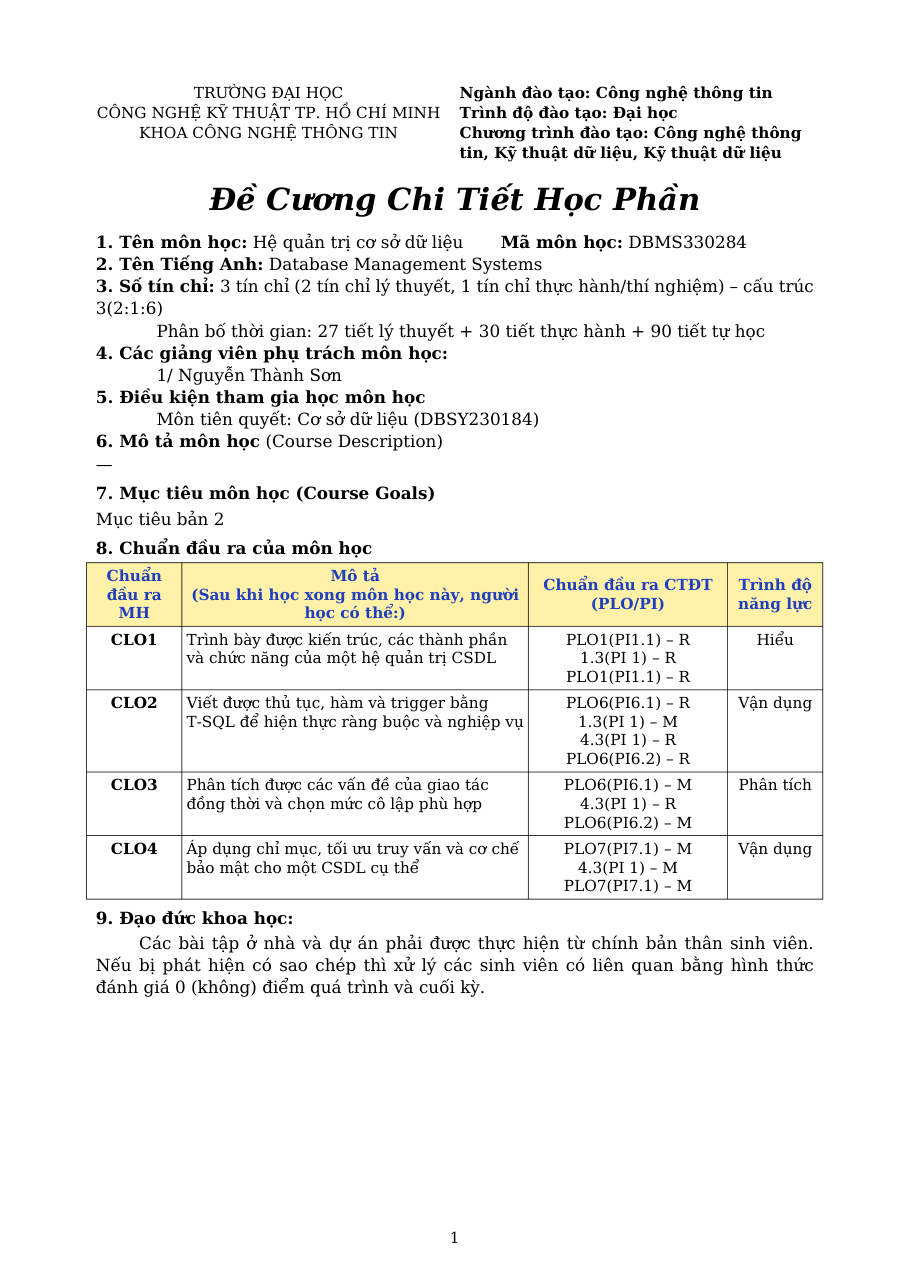 TRƯỜNG ĐẠI HỌC
CÔNG NGHỆ KỸ THUẬT TP. HỒ CHÍ MINH
KHOA CÔNG NGHỆ THÔNG TIN
Ngành đào tạo: Công nghệ thông tin
Trình độ đào tạo: Đại học
Chương trình đào tạo: Công nghệ thông
tin, Kỹ thuật dữ liệu, Kỹ thuật dữ liệu
Đề Cương Chi Tiết Học Phần
1. Tên môn học: Hệ quản trị cơ sở dữ liệu Mã môn học: DBMS330284
2. Tên Tiếng Anh: Database Management Systems
3. Số tín chỉ: 3 tín chỉ (2 tín chỉ lý thuyết, 1 tín chỉ thực hành/thí nghiệm) – cấu trúc
3(2:1:6)
Phân bố thời gian: 27 tiết lý thuyết + 30 tiết thực hành + 90 tiết tự học
4. Các giảng viên phụ trách môn học:
1/ Nguyễn Thành Sơn
5. Điều kiện tham gia học môn học
Môn tiên quyết: Cơ sở dữ liệu (DBSY230184)
6. Mô tả môn học (Course Description)
—
7. Mục tiêu môn học (Course Goals)
Mục tiêu bản 2
8. Chuẩn đầu ra của môn học
Chuẩn
đầu ra
MH
Mô tả
(Sau khi học xong môn học này, người
học có thể:)
Chuẩn đầu ra CTĐT
(PLO/PI)
Trình độ
năng lực
CLO1
Trình bày được kiến trúc, các thành phần
và chức năng của một hệ quản trị CSDL
PLO1(PI1.1) – R
1.3(PI 1) – R
PLO1(PI1.1) – R
Hiểu
CLO2
Viết được thủ tục, hàm và trigger bằng
T-SQL để hiện thực ràng buộc và nghiệp vụ
PLO6(PI6.1) – R
1.3(PI 1) – M
4.3(PI 1) – R
PLO6(PI6.2) – R
Vận dụng
CLO3
Phân tích được các vấn đề của giao tác
đồng thời và chọn mức cô lập phù hợp
PLO6(PI6.1) – M
4.3(PI 1) – R
PLO6(PI6.2) – M
Phân tích
CLO4
Áp dụng chỉ mục, tối ưu truy vấn và cơ chế
bảo mật cho một CSDL cụ thể
PLO7(PI7.1) – M
4.3(PI 1) – M
PLO7(PI7.1) – M
Vận dụng
9. Đạo đức khoa học:
Các bài tập ở nhà và dự án phải được thực hiện từ chính bản thân sinh viên.
Nếu bị phát hiện có sao chép thì xử lý các sinh viên có liên quan bằng hình thức
đánh giá 0 (không) điểm quá trình và cuối kỳ.
1